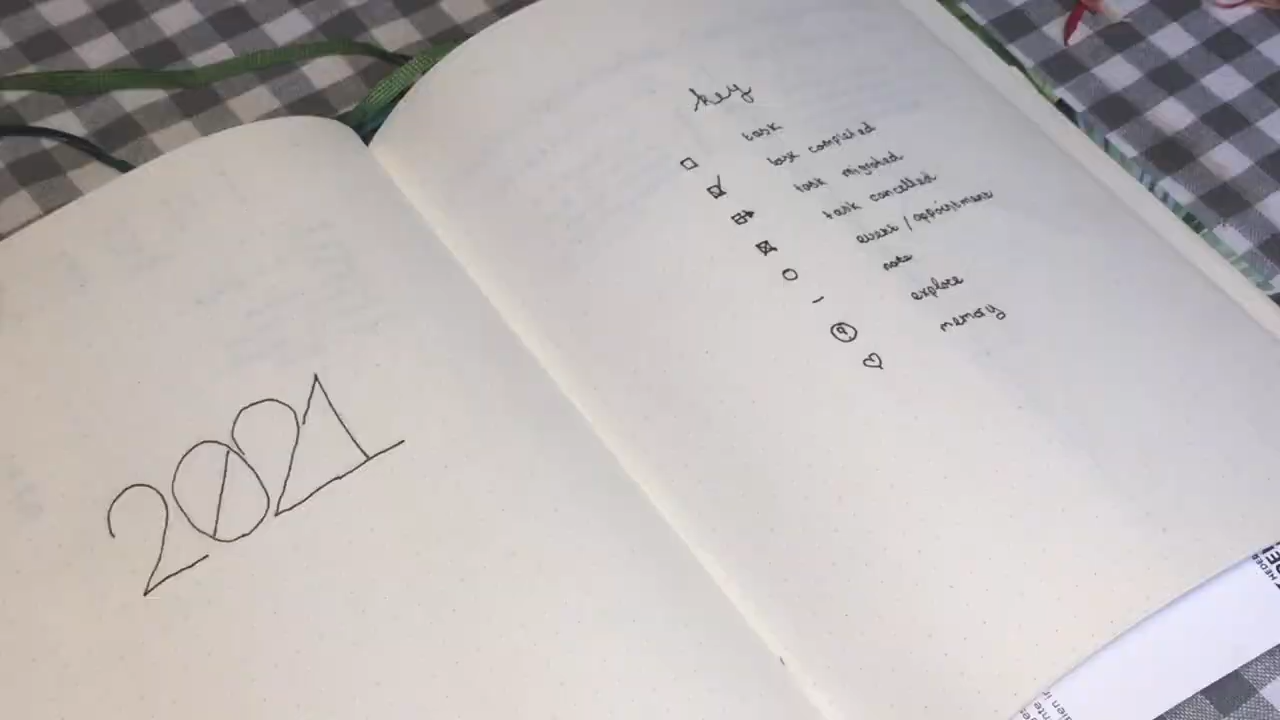 2021
key
task
task completed
task migrated
task cancelled
event / appointment
note
explore
memory